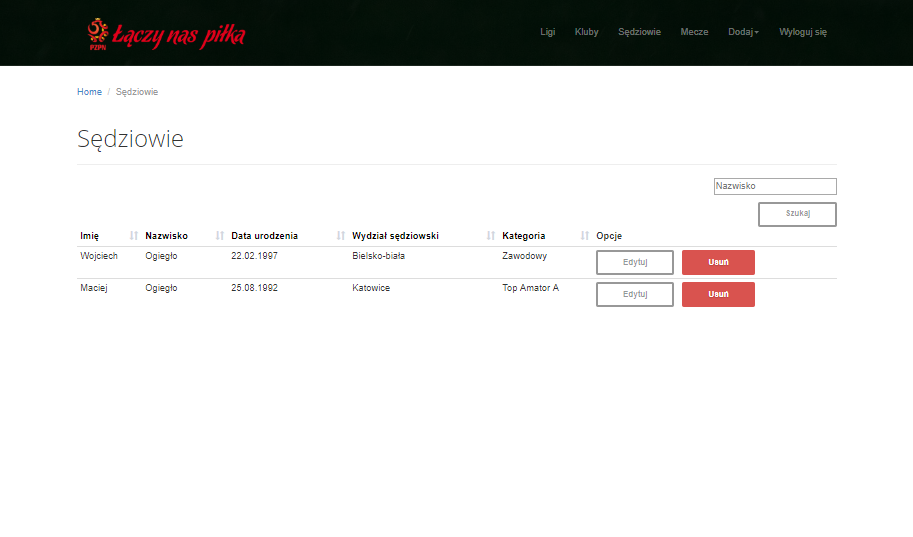 PZPN Łączy nas piłka Ligi Kluby Sędziowie Mecze Dodaj Wyloguj się
Home / Sędziowie
Sędziowie
Nazwisko
Szukaj
Imię Nazwisko Data urodzenia Wydział sędziowski Kategoria Opcje
Wojciech Ogiegło 22.02.1997 Bielsko-biała Zawodowy Edytuj Usuń
Maciej Ogiegło 25.08.1992 Katowice Top Amator A Edytuj Usuń